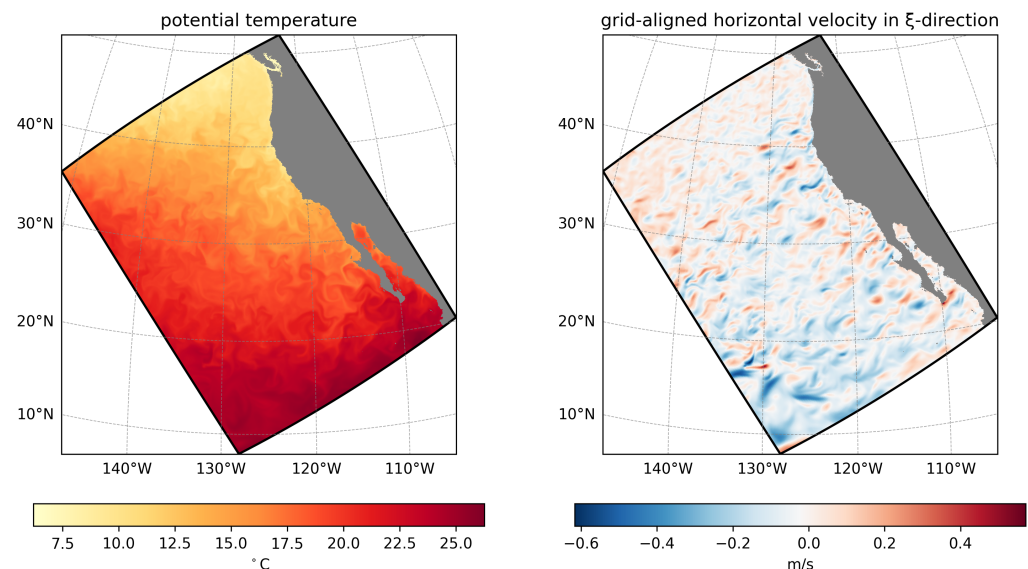 potential temperature
grid-aligned horizontal velocity in ξ-direction
40°N
30°N
20°N
10°N
140°W 130°W 120°W 110°W
40°N
30°N
20°N
10°N
140°W 130°W 120°W 110°W
7.5 10.0 12.5 15.0 17.5 20.0 22.5 25.0
°C
−0.6 −0.4 −0.2 0.0 0.2 0.4
m/s